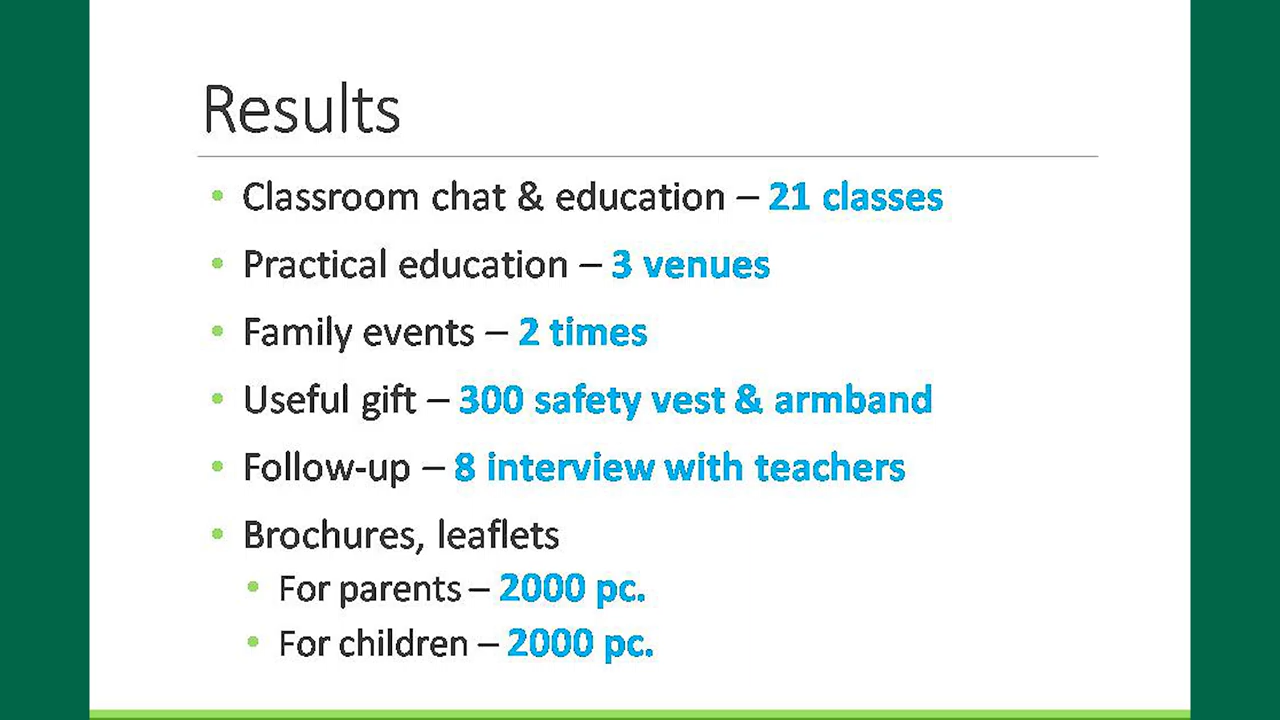 Results
• Classroom chat & education – 21 classes
• Practical education – 3 venues
• Family events – 2 times
• Useful gift – 300 safety vest & armband
• Follow-up – 8 interview with teachers
• Brochures, leaflets
• For parents – 2000 pc.
• For children – 2000 pc.